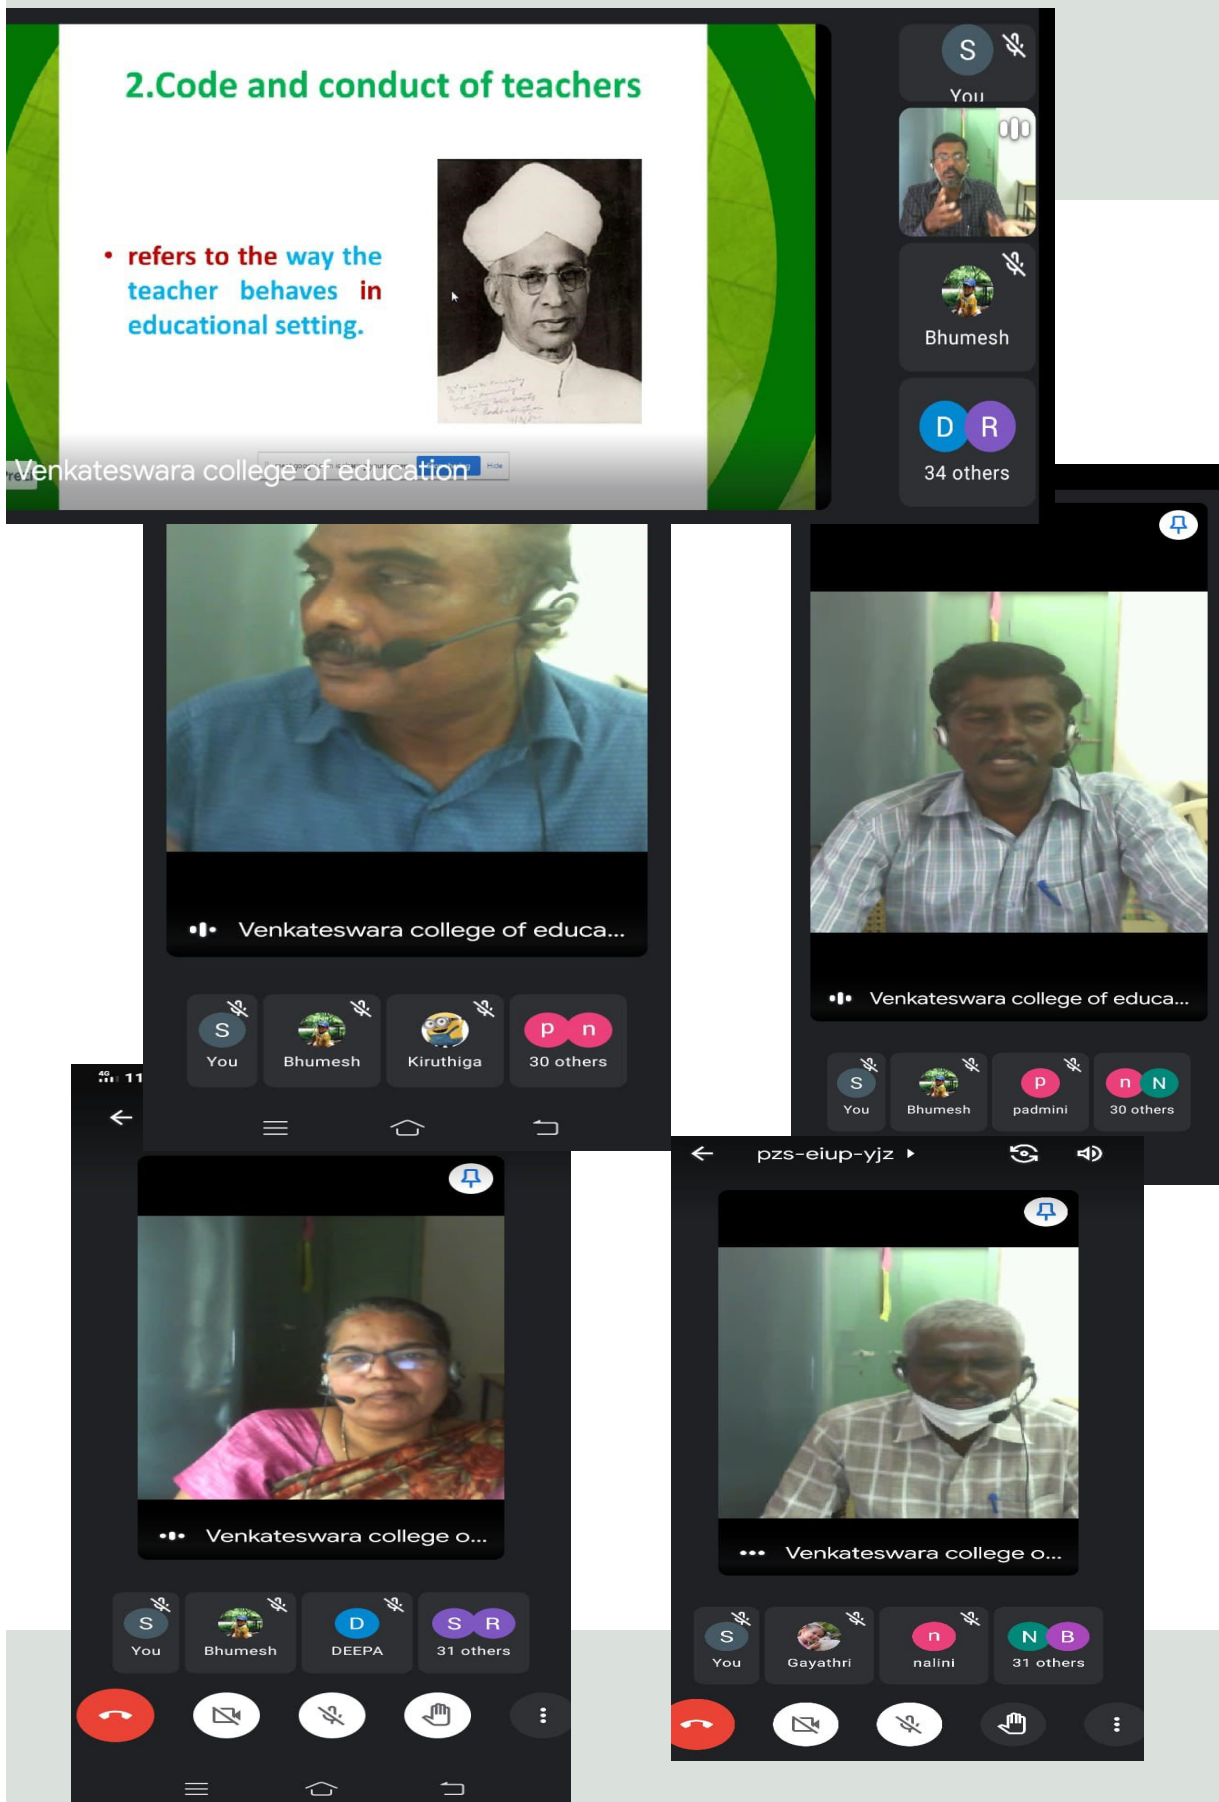 2.Code and conduct of teachers
• refers to the way the
teacher behaves in
educational setting.
Venkateswara college of education
Hide
S
You
Bhumesh
D R
34 others
Venkateswara college of educa...
S
You
Bhumesh
Kiruthiga
p n
30 others
Venkateswara college of educa...
S
You
Bhumesh
p
padmini
n N
30 others
4G 11
Venkateswara college o...
S
You
Bhumesh
D
DEEPA
S R
31 others
pzs-eiup-yjz
Venkateswara college o...
S
You
Gayathri
n
nalini
N B
31 others